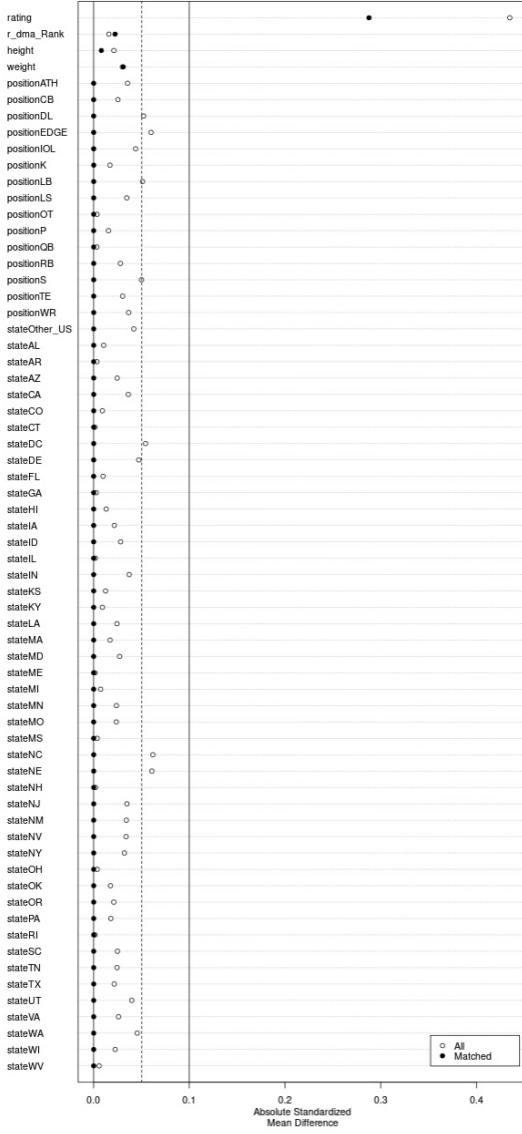 rating
r_dma_Rank
height
weight
positionATH
positionCB
positionDL
positionEDGE
positionIOL
positionK
positionLB
positionLS
positionOT
positionP
positionQB
positionRB
positionS
positionTE
positionWR
stateOther_US
stateAL
stateAR
stateAZ
stateCA
stateCO
stateCT
stateDC
stateDE
stateFL
stateGA
stateHI
stateIA
stateID
stateIL
stateIN
stateKS
stateKY
stateLA
stateMA
stateMD
stateME
stateMI
stateMN
stateMO
stateMS
stateNC
stateNE
stateNH
stateNJ
stateNM
stateNV
stateNY
stateOH
stateOK
stateOR
statePA
stateRI
stateSC
stateTN
stateTX
stateUT
stateVA
stateWA
stateWI
stateWV
All
Matched
0.0 0.1 0.2 0.3 0.4
Absolute Standardized
Mean Difference